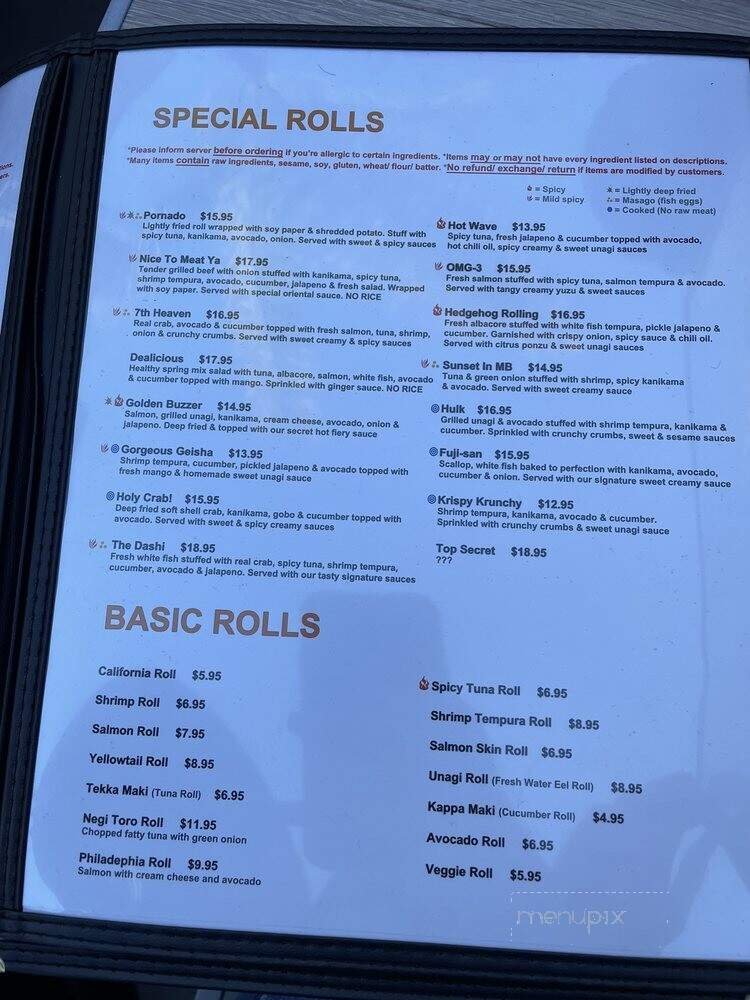 SPECIAL ROLLS
*Please inform server before ordering if you're allergic to certain ingredients. *Items may or may not have every ingredient listed on descriptions.
*Many items contain raw ingredients, sesame, soy, gluten, wheat/ flour/ batter. *No refund/ exchange/ return if items are modified by customers.
= Spicy
= Mild spicy
= Lightly deep fried
= Masago (fish eggs)
= Cooked (No raw meat)
Pornado $15.95
Lightly fried roll wrapped with soy paper & shredded potato. Stuff with
spicy tuna, kanikama, avocado, onion. Served with sweet & spicy sauces
Nice To Meat Ya $17.95
Tender grilled beef with onion stuffed with kanikama, spicy tuna,
shrimp tempura, avocado, cucumber, jalapeno & fresh salad. Wrapped
with soy paper. Served with special oriental sauce. NO RICE
7th Heaven $16.95
Real crab, avocado & cucumber topped with fresh salmon, tuna, shrimp,
onion & crunchy crumbs. Served with sweet creamy & spicy sauces
Dealicious $17.95
Healthy spring mix salad with tuna, albacore, salmon, white fish, avocado
& cucumber topped with mango. Sprinkled with ginger sauce. NO RICE
Golden Buzzer $14.95
Salmon, grilled unagi, kanikama, cream cheese, avocado, onion &
jalapeno. Deep fried & topped with our secret hot fiery sauce
Gorgeous Geisha $13.95
Shrimp tempura, cucumber, pickled jalapeno & avocado topped with
fresh mango & homemade sweet unagi sauce
Holy Crab! $15.95
Deep fried soft shell crab, kanikama, gobo & cucumber topped with
avocado. Served with sweet & spicy creamy sauces
The Dashi $18.95
Fresh white fish stuffed with real crab, spicy tuna, shrimp tempura,
cucumber, avocado & jalapeno. Served with our tasty signature sauces
Hot Wave $13.95
Spicy tuna, fresh jalapeno & cucumber topped with avocado,
hot chili oil, spicy creamy & sweet unagi sauces
OMG-3 $15.95
Fresh salmon stuffed with spicy tuna, salmon tempura & avocado.
Served with tangy creamy yuzu & sweet sauces
Hedgehog Rolling $16.95
Fresh albacore stuffed with white fish tempura, pickle jalapeno &
cucumber. Garnished with crispy onion, spicy sauce & chili oil.
Served with citrus ponzu & sweet unagi sauces
Sunset In MB $14.95
Tuna & green onion stuffed with shrimp, spicy kanikama
& avocado. Served with sweet creamy sauce
Hulk $16.95
Grilled unagi & avocado stuffed with shrimp tempura, kanikama &
cucumber. Sprinkled with crunchy crumbs, sweet & sesame sauces
Fuji-san $15.95
Scallop, white fish baked to perfection with kanikama, avocado,
cucumber & onion. Served with our signature sweet creamy sauce
Krispy Krunchy $12.95
Shrimp tempura, kanikama, avocado & cucumber.
Sprinkled with crunchy crumbs & sweet unagi sauce
Top Secret $18.95
???
BASIC ROLLS
California Roll $5.95
Shrimp Roll $6.95
Salmon Roll $7.95
Yellowtail Roll $8.95
Tekka Maki (Tuna Roll) $6.95
Negi Toro Roll $11.95
Chopped fatty tuna with green onion
Philadephia Roll $9.95
Salmon with cream cheese and avocado
Spicy Tuna Roll $6.95
Shrimp Tempura Roll $8.95
Salmon Skin Roll $6.95
Unagi Roll (Fresh Water Eel Roll) $8.95
Kappa Maki (Cucumber Roll) $4.95
Avocado Roll $6.95
Veggie Roll $5.95
menupix